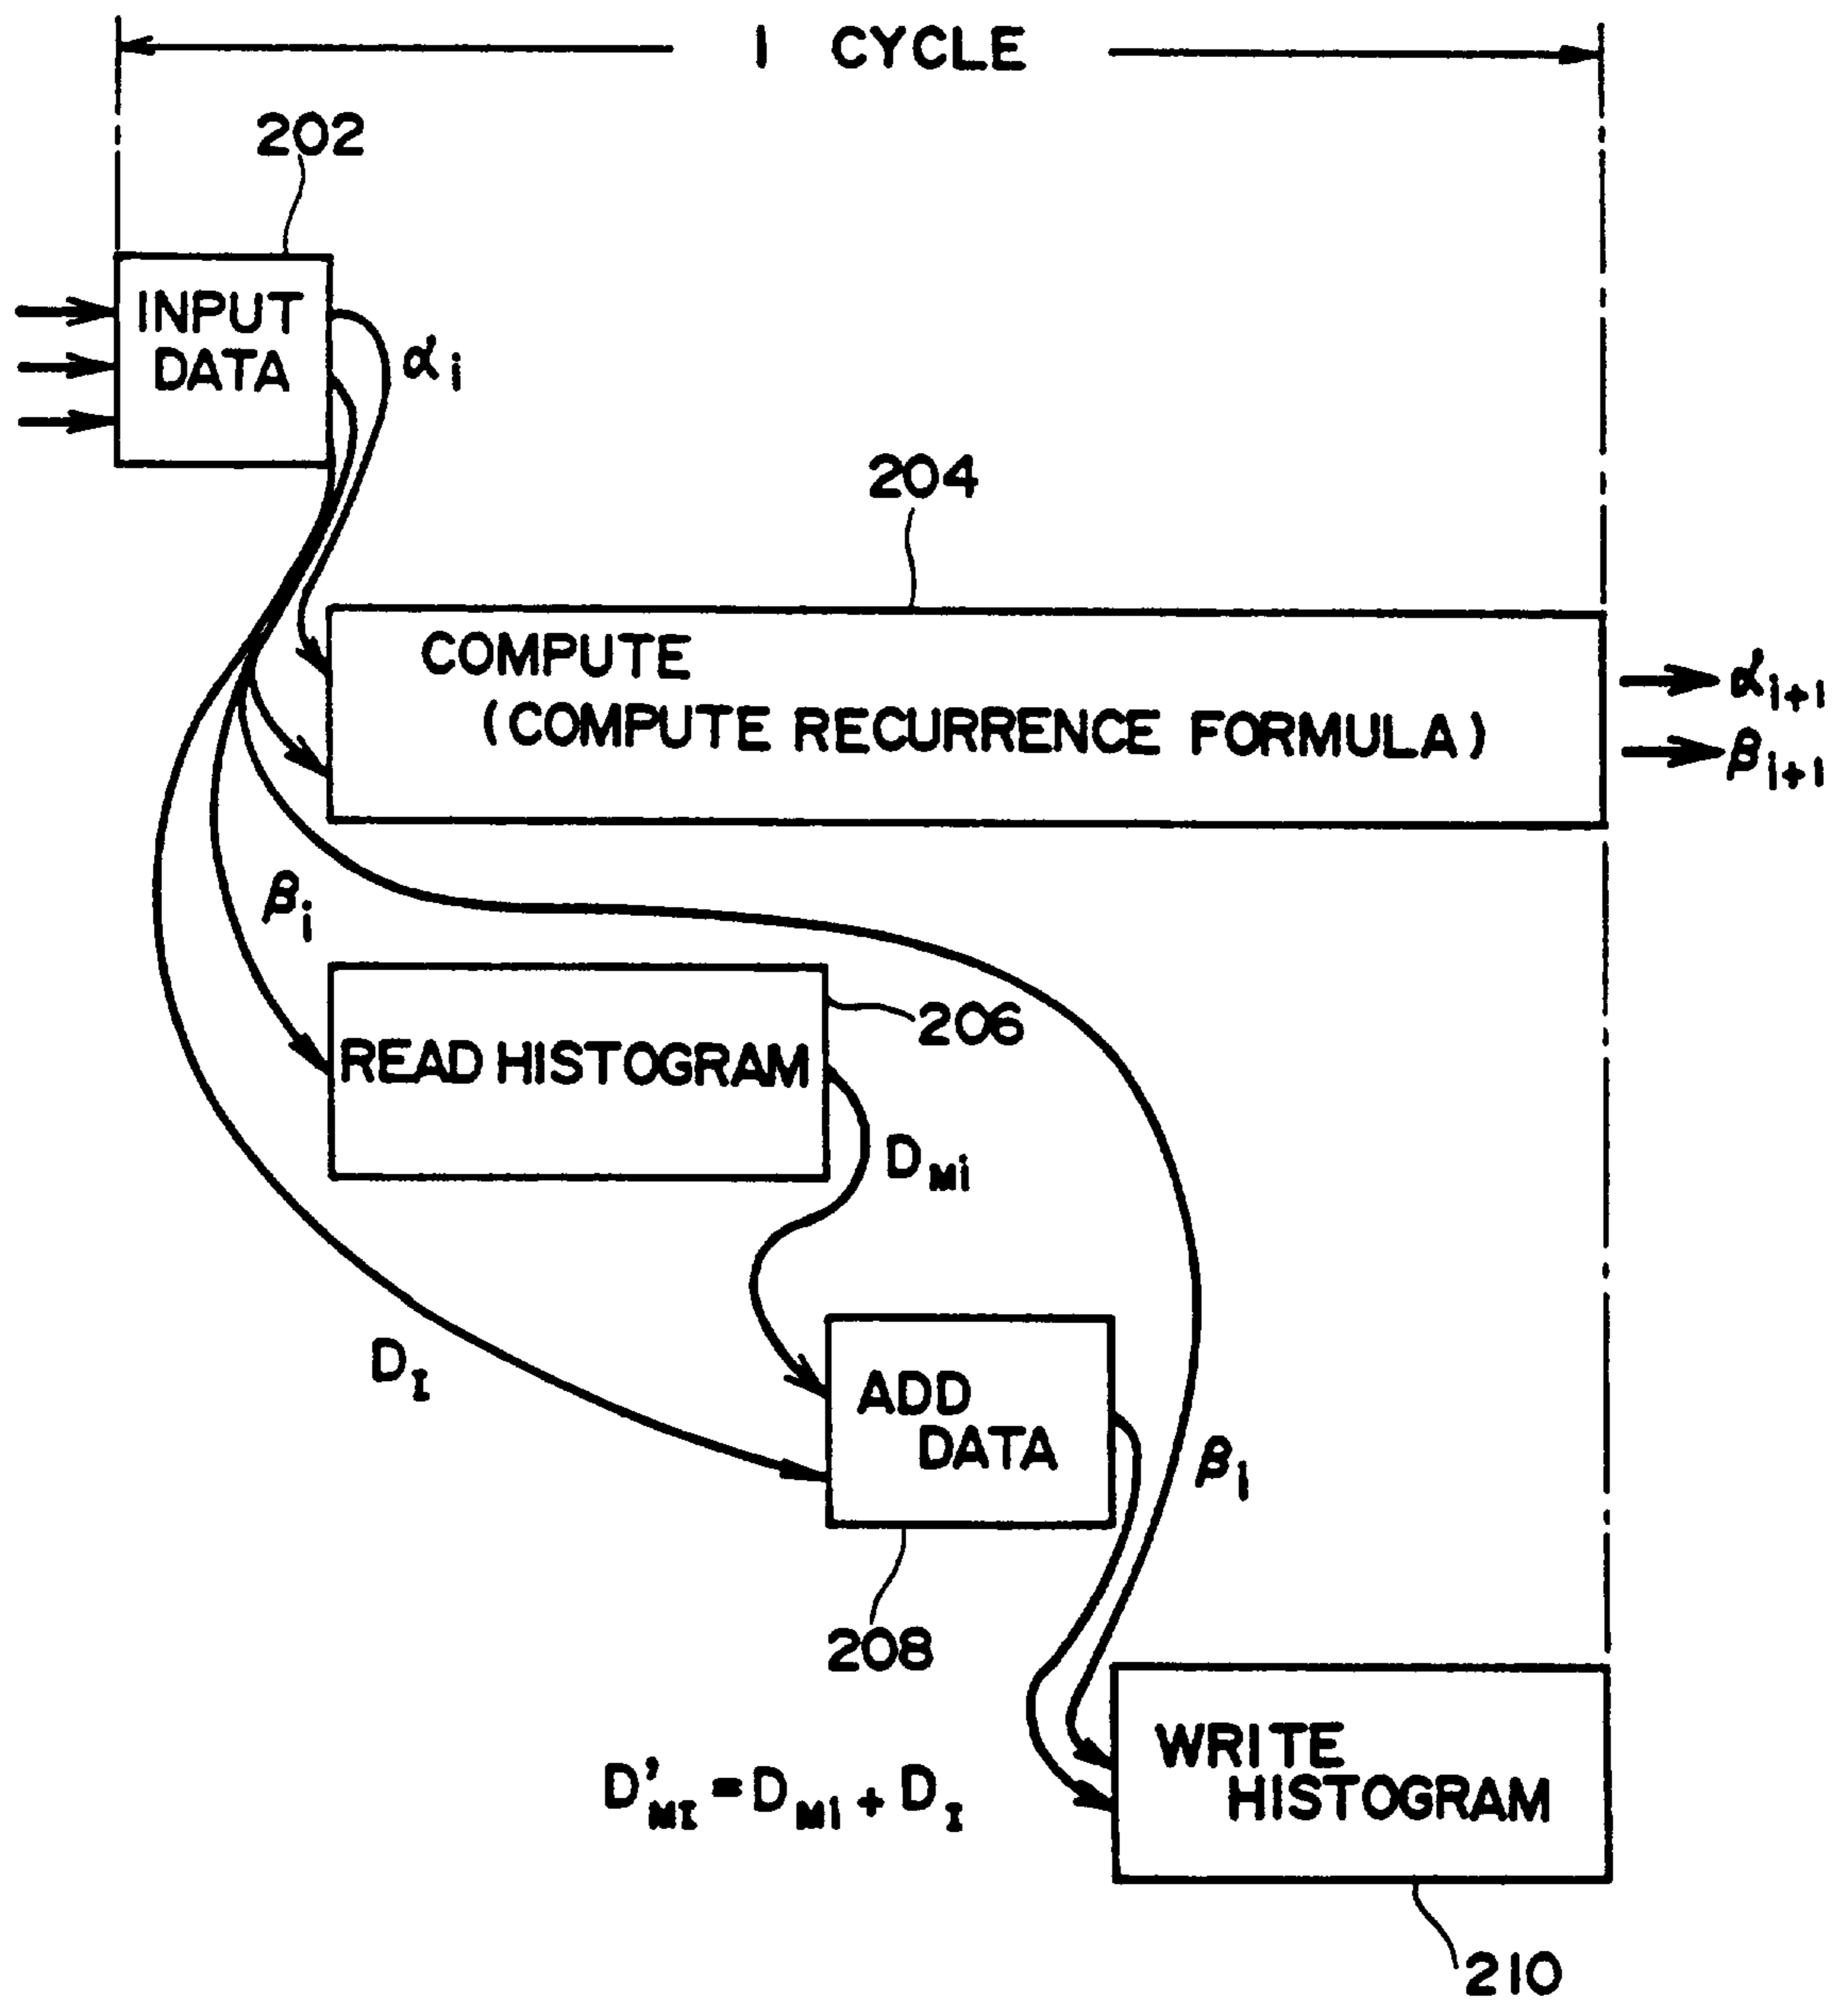 1 CYCLE
202
INPUT
DATA
αi
204
COMPUTE
(COMPUTE RECURRENCE FORMULA)
αi+1
βi+1
βi
206
READ HISTOGRAM
DMi
DI
ADD
DATA
βi
208
WRITE
HISTOGRAM
D'MI = DMi + DI
210